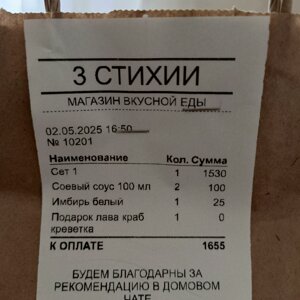 3 СТИХИИ
МАГАЗИН ВКУСНОЙ ЕДЫ
02.05.2025 16:50
№ 10201
Наименование Кол. Сумма
Сет 1 1 1530
Соевый соус 100 мл 2 100
Имбирь белый 1 25
Подарок лава краб 1 0
креветка
К ОПЛАТЕ 1655
БУДЕМ БЛАГОДАРНЫ ЗА
РЕКОМЕНДАЦИЮ В ДОМОВОМ
ЧАТЕ